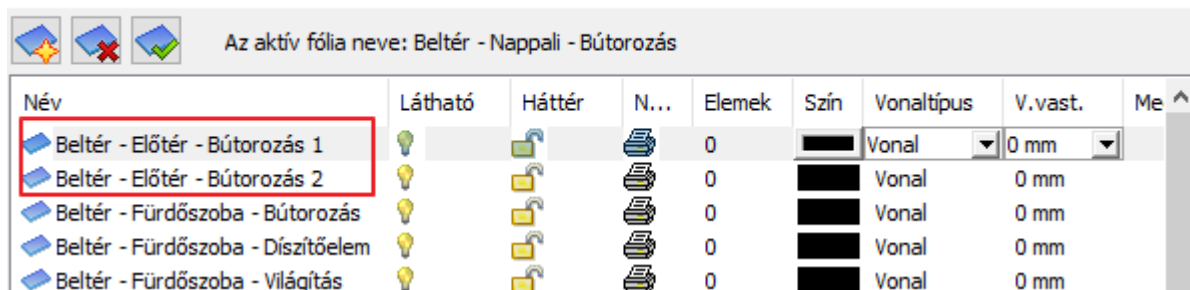 Az aktív fólia neve: Beltér - Nappali - Bútorozás
Név Látható Háttér N... Elemek Szín Vonaltípus V.vast.
Beltér - Előtér - Bútorozás 1 0 Vonal 0 mm
Beltér - Előtér - Bútorozás 2 0 Vonal 0 mm
Beltér - Fürdőszoba - Bútorozás 0 Vonal 0 mm
Beltér - Fürdőszoba - Díszítőelem 0 Vonal 0 mm
Beltér - Fürdőszoba - Világítás 0 Vonal 0 mm